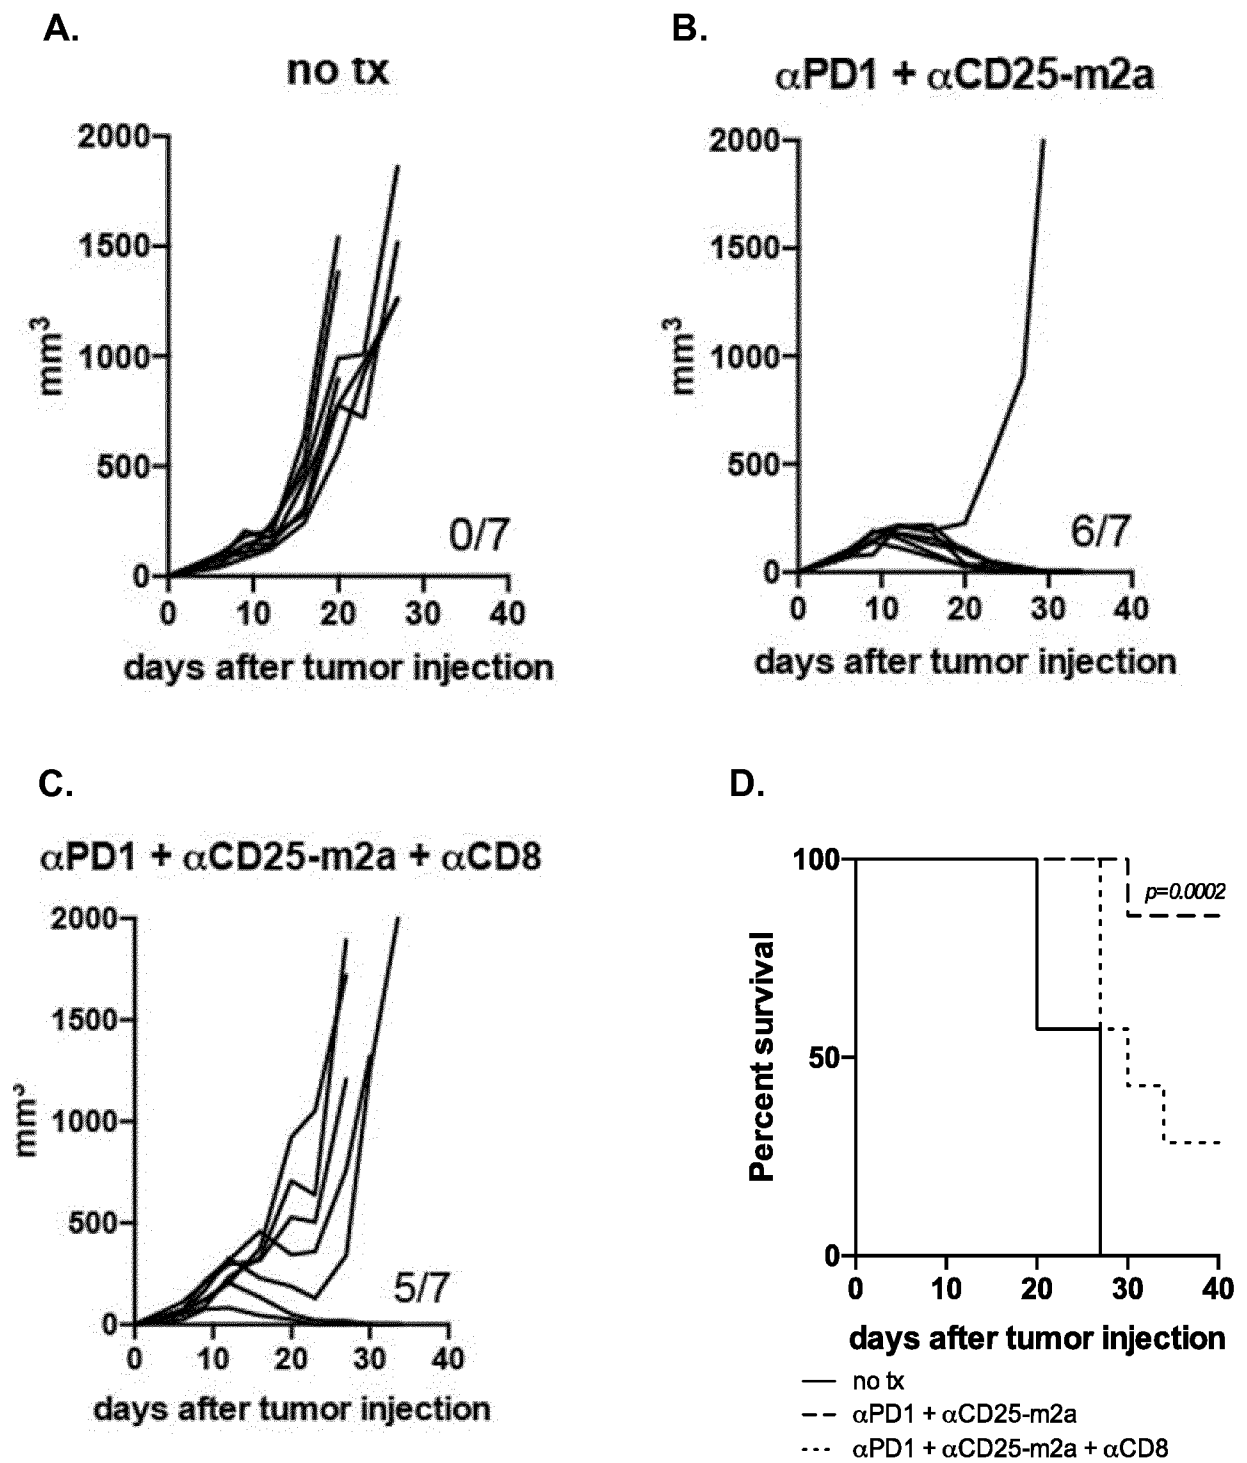 A.
no tx
2000
1500
1000
500
0
mm³
0/7
0 10 20 30 40
days after tumor injection
B.
αPD1 + αCD25-m2a
2000
1500
1000
500
0
mm³
6/7
0 10 20 30 40
days after tumor injection
C.
αPD1 + αCD25-m2a + αCD8
2000
1500
1000
500
0
mm³
5/7
0 10 20 30 40
days after tumor injection
D.
100
50
0
Percent survival
p=0.0002
0 10 20 30 40
days after tumor injection
no tx
αPD1 + αCD25-m2a
αPD1 + αCD25-m2a + αCD8